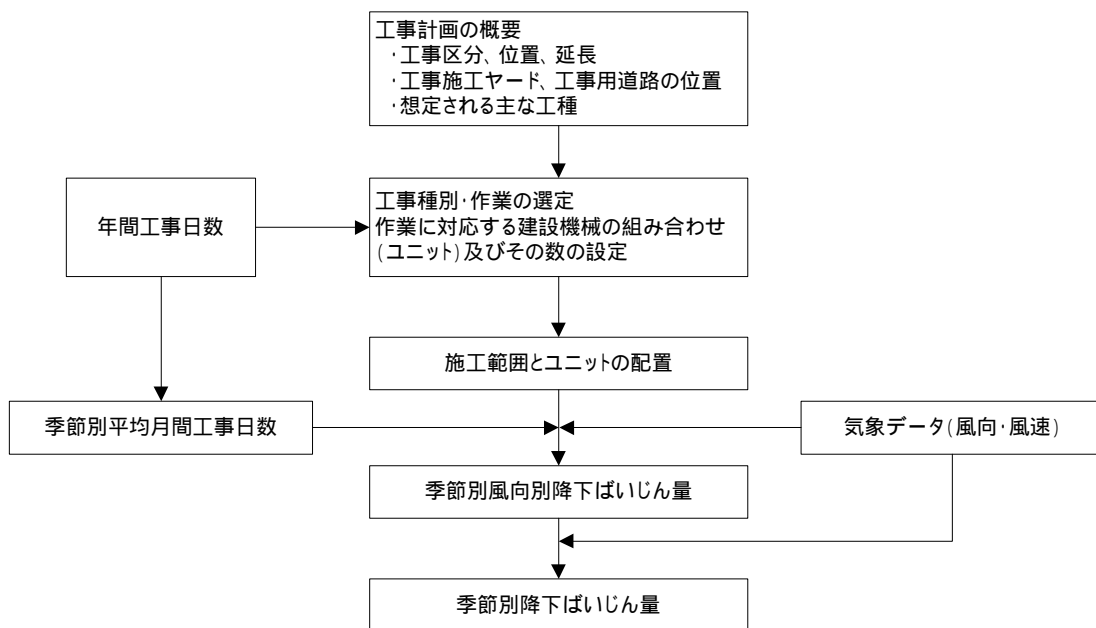 工事計画の概要
・工事区分、位置、延長
・工事施工ヤード、工事用道路の位置
・想定される主な工種
年間工事日数
工事種別・作業の選定
作業に対応する建設機械の組み合わせ
(ユニット)及びその数の設定
施工範囲とユニットの配置
季節別平均月間工事日数
気象データ(風向・風速)
季節別風向別降下ばいじん量
季節別降下ばいじん量